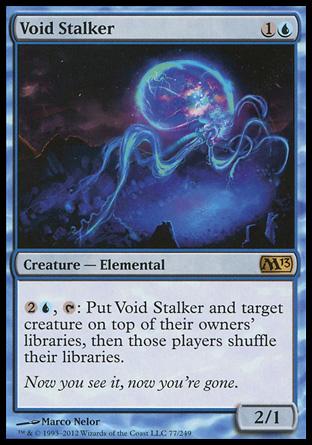 Void Stalker 1
Creature — Elemental M13
2, : Put Void Stalker and target
creature on top of their owners'
libraries, then those players shuffle
their libraries.
Now you see it, now you're gone.
Marco Nelor
™ & © 1993–2012 Wizards of the Coast LLC 77/249
2/1